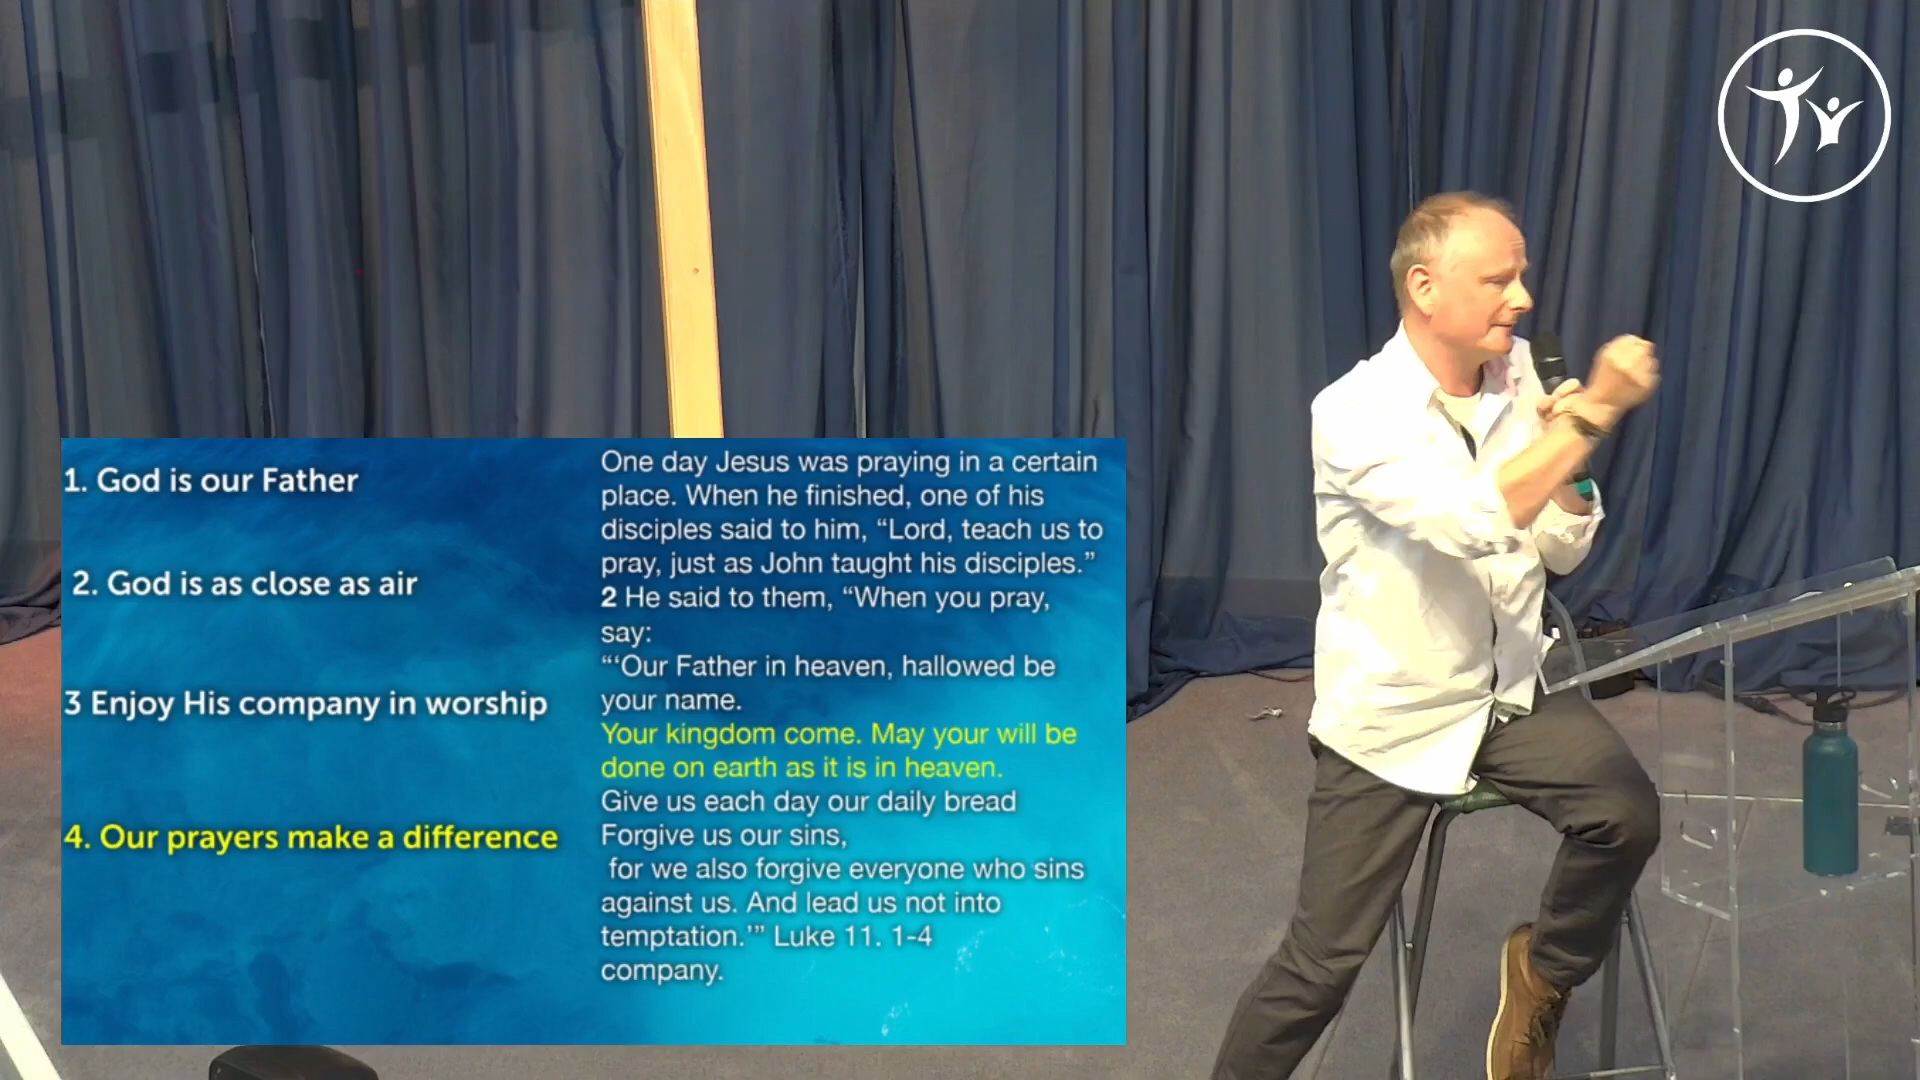 1. God is our Father
2. God is as close as air
3 Enjoy His company in worship
4. Our prayers make a difference
One day Jesus was praying in a certain
place. When he finished, one of his
disciples said to him, “Lord, teach us to
pray, just as John taught his disciples.”
2 He said to them, “When you pray,
say:
“‘Our Father in heaven, hallowed be
your name.
Your kingdom come. May your will be
done on earth as it is in heaven.
Give us each day our daily bread
Forgive us our sins,
for we also forgive everyone who sins
against us. And lead us not into
temptation.’” Luke 11. 1-4
company.